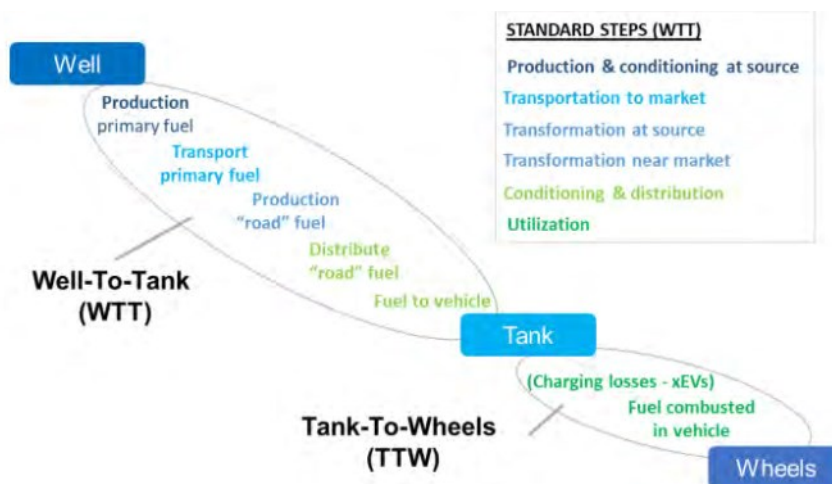 Well
Production
primary fuel
Transport
primary fuel
Production
“road” fuel
Distribute
“road” fuel
Fuel to vehicle
Well-To-Tank
(WTT)
Tank
(Charging losses - xEVs)
Fuel combusted
in vehicle
Tank-To-Wheels
(TTW)
Wheels
STANDARD STEPS (WTT)
Production & conditioning at source
Transportation to market
Transformation at source
Transformation near market
Conditioning & distribution
Utilization